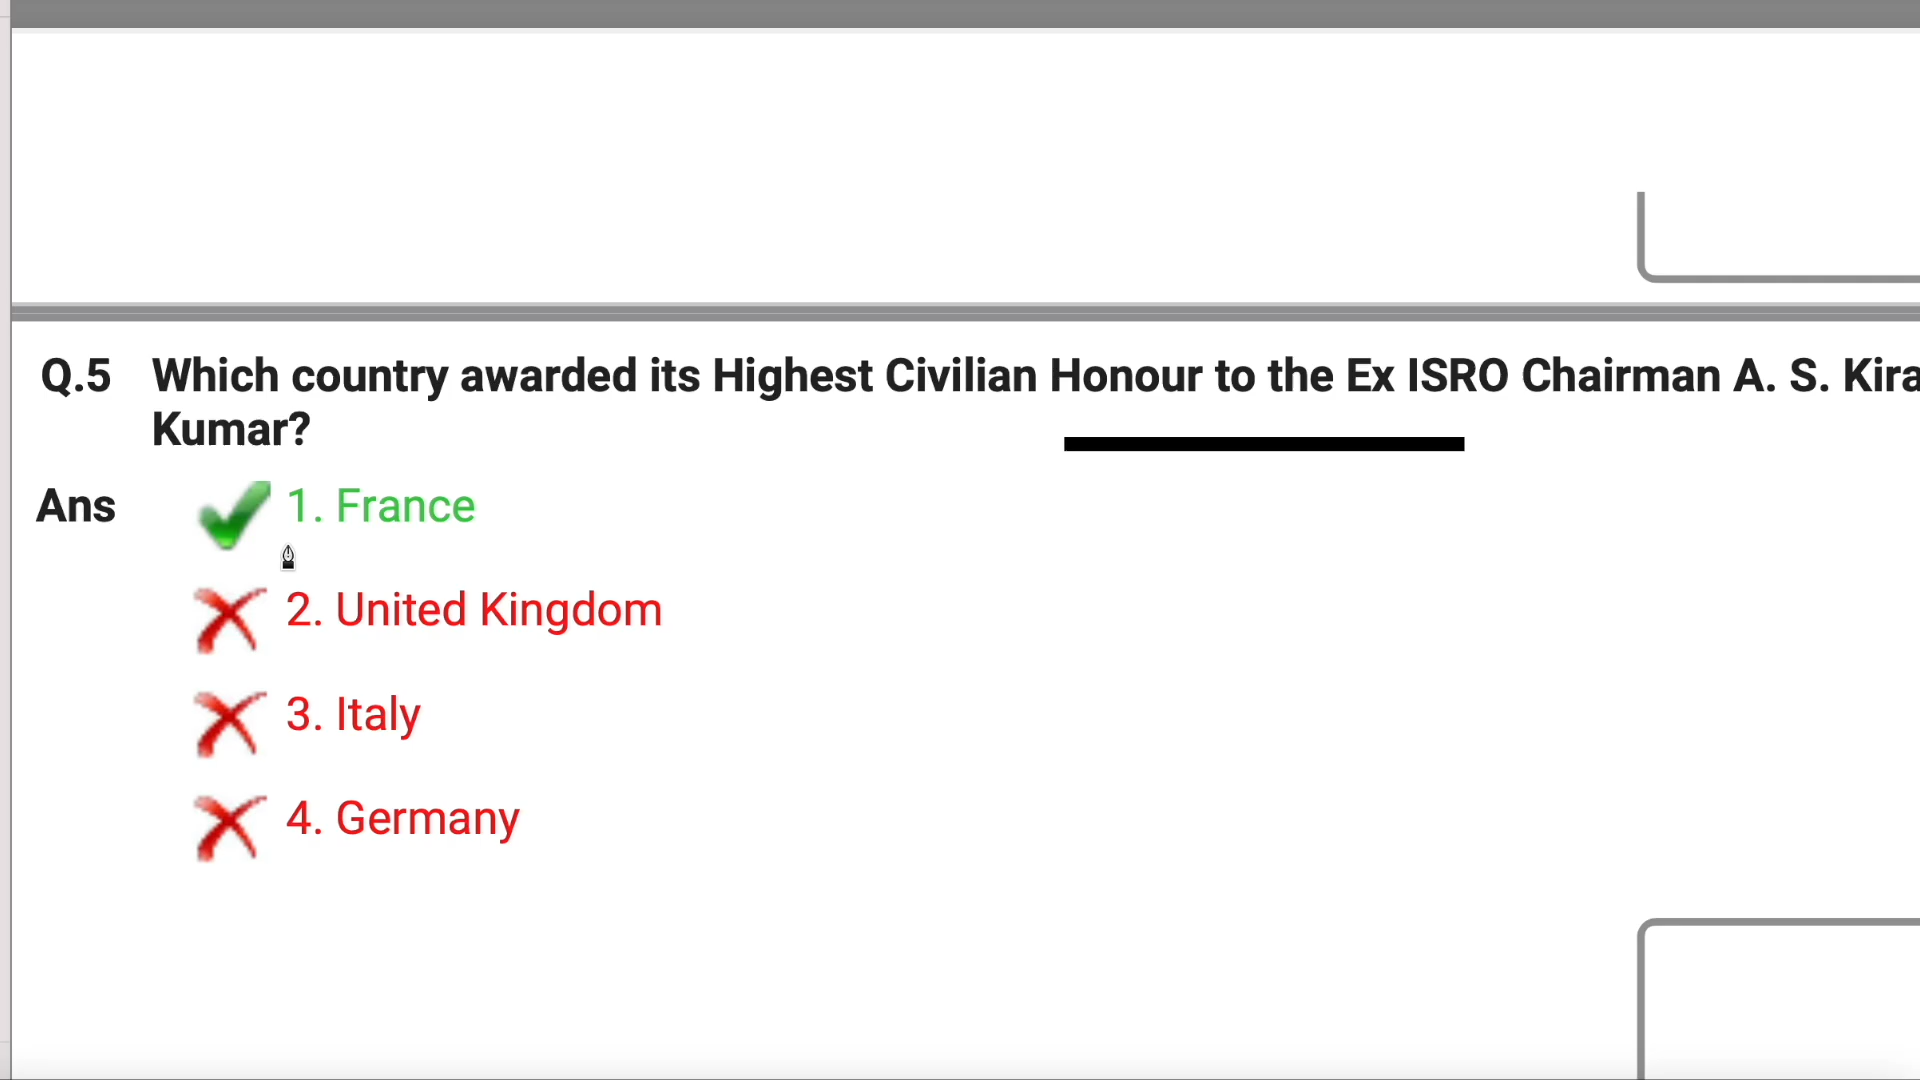 Q.5 Which country awarded its Highest Civilian Honour to the Ex ISRO Chairman A. S. Kira
Kumar?
Ans 1. France
2. United Kingdom
3. Italy
4. Germany